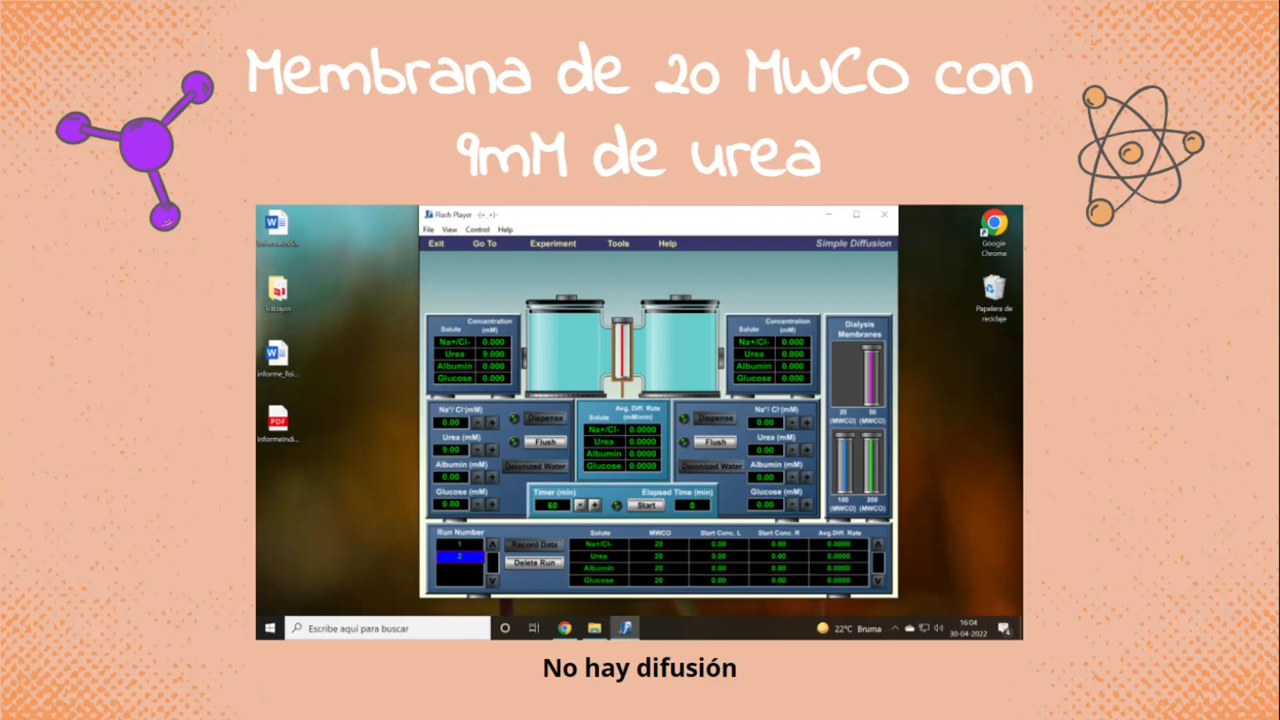 Membrana de 20 MWCO con
9mM de urea
Flash Player -(+_+)-
File View Control Help
Exit Go To Experiment Tools Help Simple Diffusion
Google
Chrome
Papelera de
reciclaje
Trabajos
Informe_fisi...
InformeIndi...
Solute Concentration (mM)
Na+/Cl- 0.000
Urea 9.000
Albumin 0.000
Glucose 0.000
Solute Concentration (mM)
Na+/Cl- 0.000
Urea 0.000
Albumin 0.000
Glucose 0.000
Dialysis
Membranes
20 50
(MWCO) (MWCO)
100 200
(MWCO) (MWCO)
Na+/ Cl-(mM)
0.00 - +
Urea (mM)
9.00 - +
Albumin (mM)
0.00 - +
Glucose (mM)
0.00 - +
Dispense
Flush
Deionized Water
Solute Avg. Diff. Rate (mM/min)
Na+/Cl- 0.0000
Urea 0.0000
Albumin 0.0000
Glucose 0.0000
Dispense
Flush
Deionized Water
Na+/ Cl-(mM)
0.00 - +
Urea (mM)
0.00 - +
Albumin (mM)
0.00 - +
Glucose (mM)
0.00 - +
Timer (min) Elapsed Time (min)
60 - + Start 0
Run Number
1
2
Record Data
Delete Run
Solute MWCO Start Conc. L Start Conc. R Avg.Diff. Rate
Na+/Cl- 20 0.00 0.00 0.0000
Urea 20 9.00 0.00 0.0000
Albumin 20 0.00 0.00 0.0000
Glucose 20 0.00 0.00 0.0000
Escribe aquí para buscar
22°C Bruma
16:04
30-04-2022
No hay difusión